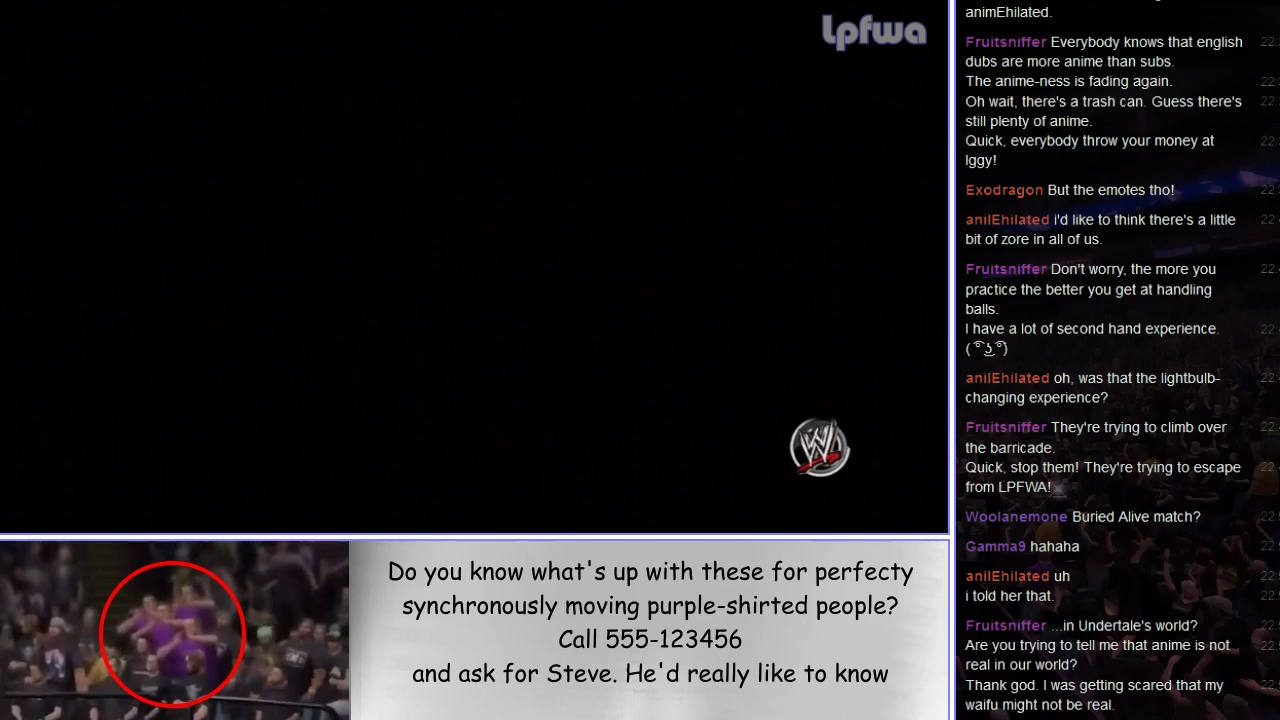 Lpfwa
W
Do you know what's up with these for perfecty
synchronously moving purple-shirted people?
Call 555-123456
and ask for Steve. He'd really like to know
animEhilated.
Fruitsniffer Everybody knows that english
dubs are more anime than subs.
The anime-ness is fading again.
Oh wait, there's a trash can. Guess there's
still plenty of anime.
Quick, everybody throw your money at
Iggy!
Exodragon But the emotes tho!
anilEhilated i'd like to think there's a little
bit of zore in all of us.
Fruitsniffer Don't worry, the more you
practice the better you get at handling
balls.
I have a lot of second hand experience.
( ͡° ͜ʖ ͡°)
anilEhilated oh, was that the lightbulb-
changing experience?
Fruitsniffer They're trying to climb over
the barricade.
Quick, stop them! They're trying to escape
from LPFWA!
Woolanemone Buried Alive match?
Gamma9 hahaha
anilEhilated uh
i told her that.
Fruitsniffer ...in Undertale's world?
Are you trying to tell me that anime is not
real in our world?
Thank god. I was getting scared that my
waifu might not be real.